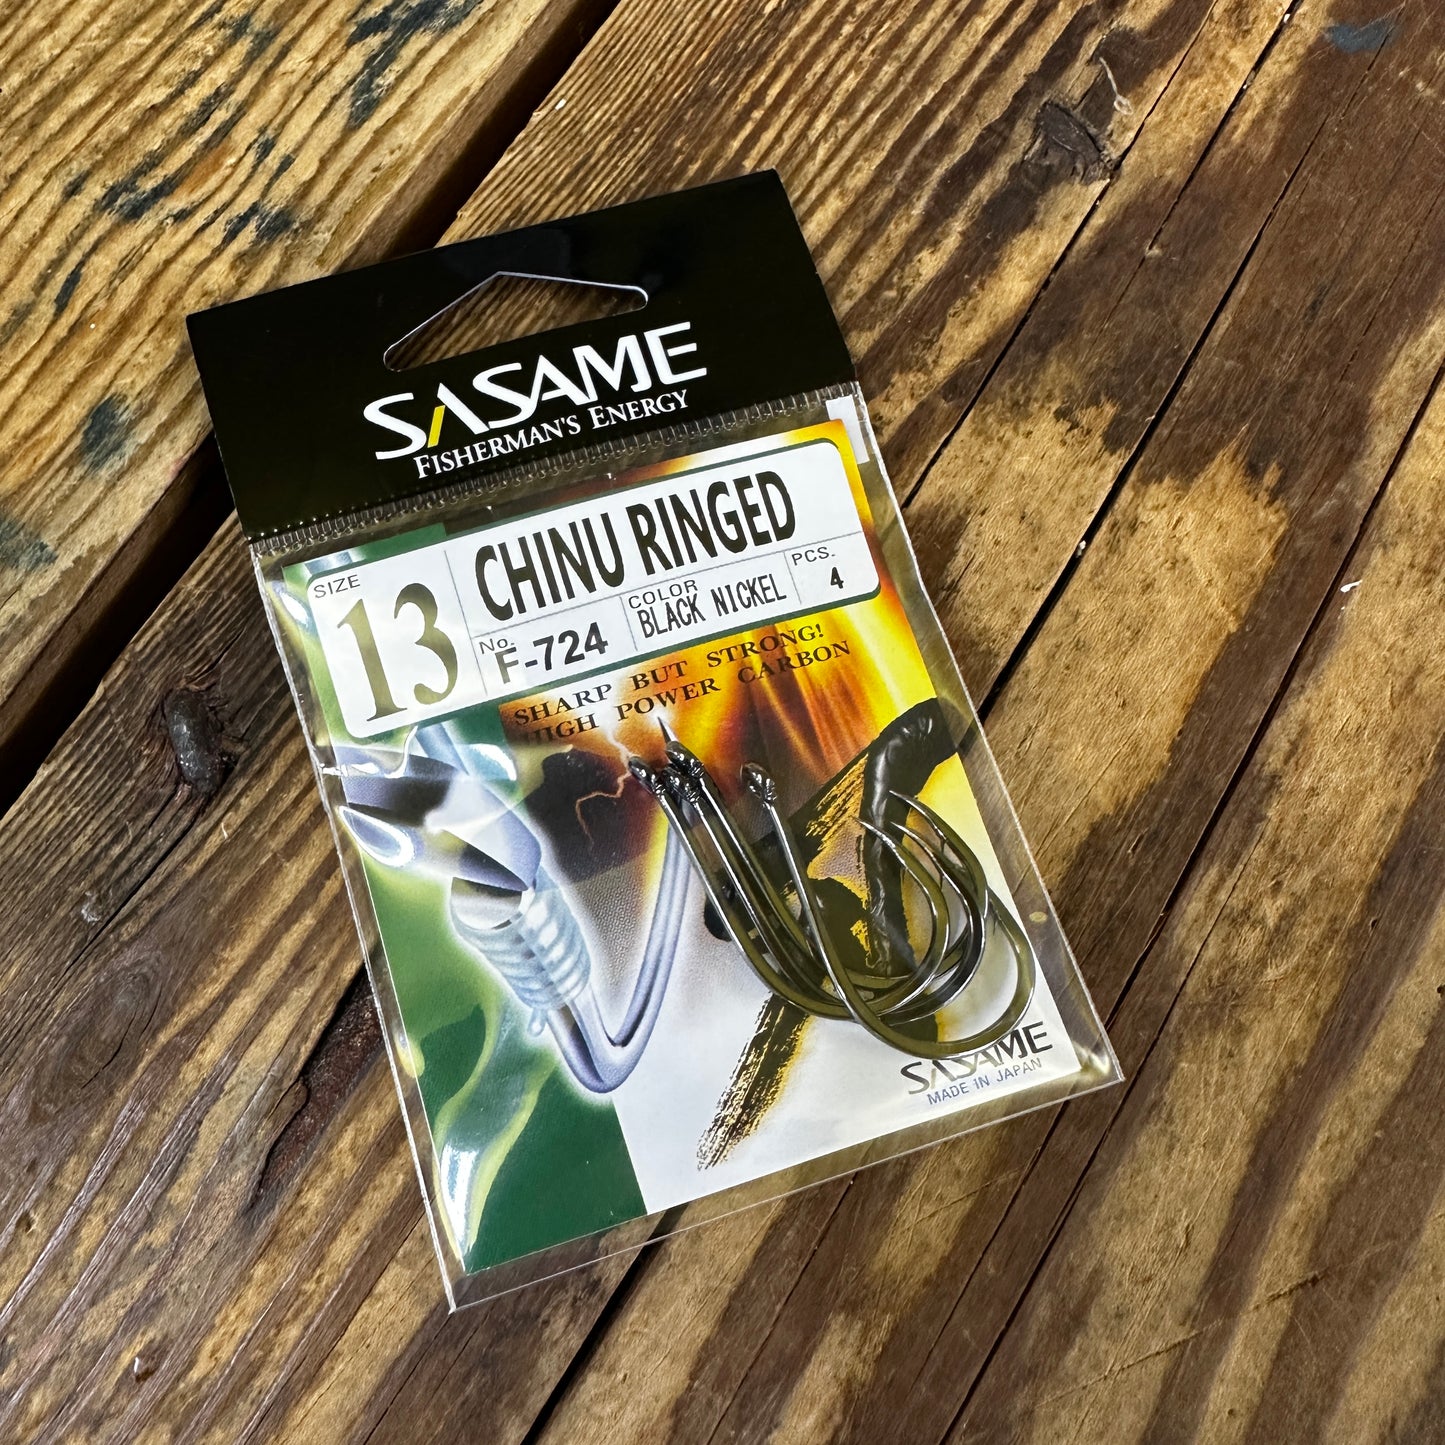 SASAME
FISHERMAN'S ENERGY
SIZE
13
CHINU RINGED
No.
F-724
COLOR
BLACK NICKEL
PCS.
4
SHARP BUT STRONG!
HIGH POWER CARBON
SASAME
MADE IN JAPAN